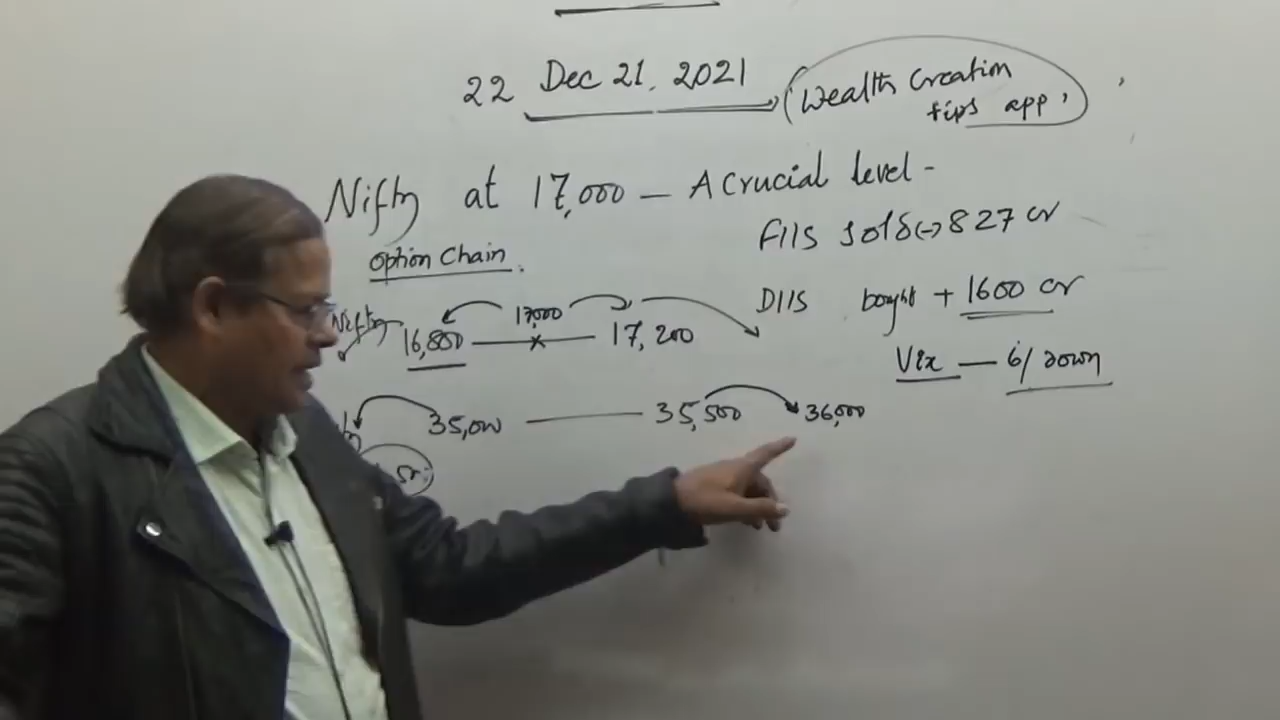 22 Dec 21, 2021 (Wealth Creation
tips app,
Nifty at 17,000 — A crucial level -
FIIS sold (-) 827 cr
Option Chain.
DIIS bought + 1600 cr
17,000
Nifty 16,800 — x — 17,200
Vix — 6/ down
35,000 — 35,500 36,000